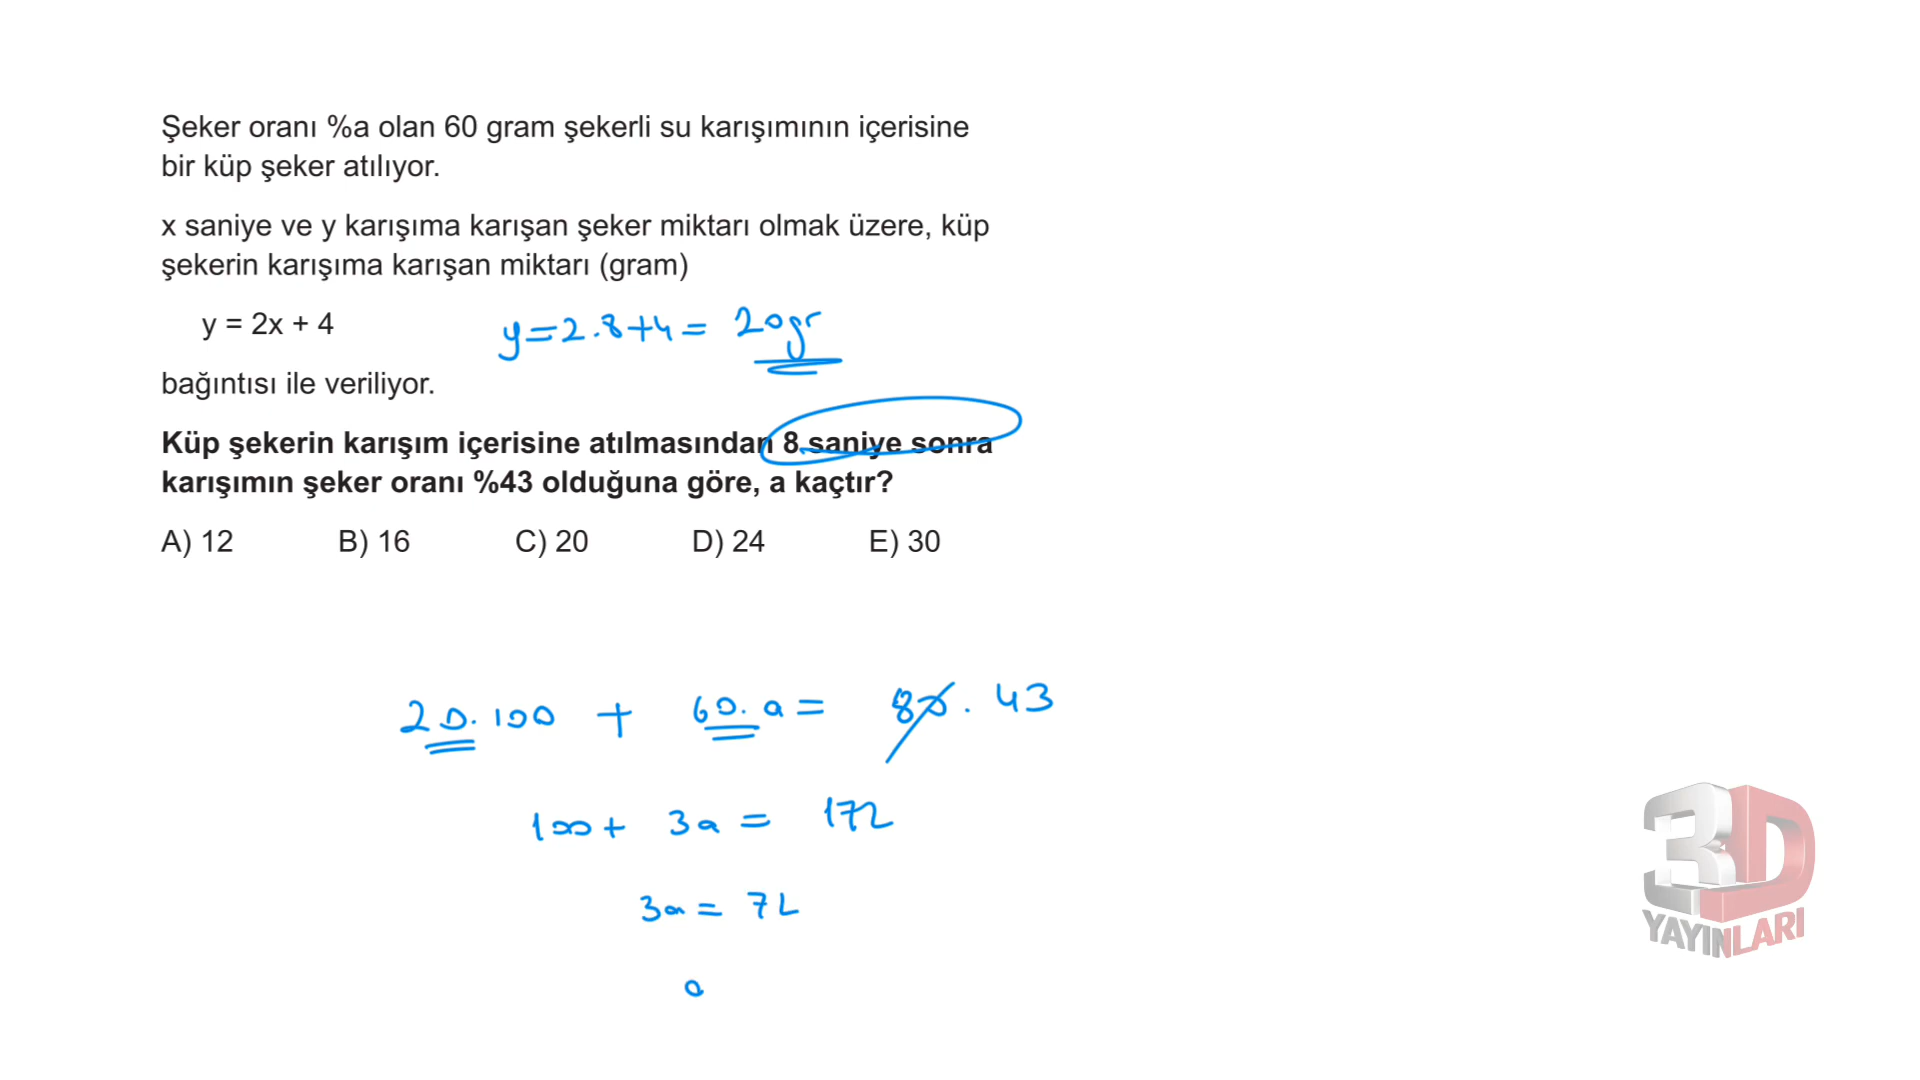 Şeker oranı %a olan 60 gram şekerli su karışımının içerisine
bir küp şeker atılıyor.
x saniye ve y karışıma karışan şeker miktarı olmak üzere, küp
şekerin karışıma karışan miktarı (gram)
y = 2x + 4 y=2.8+4= 20gr
bağıntısı ile veriliyor.
Küp şekerin karışım içerisine atılmasından 8 saniye sonra
karışımın şeker oranı %43 olduğuna göre, a kaçtır?
A) 12 B) 16 C) 20 D) 24 E) 30
20.100 + 60.a = 80.43
100+ 3a = 172
3a = 72
a
3D
YAYINLARI